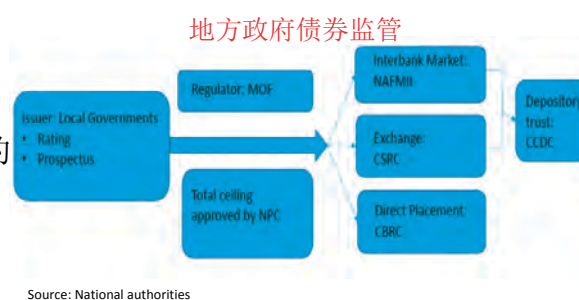 地方政府债券监管
的
Issuer: Local Governments
• Rating
• Prospectus
Regulator: MOF
Total ceiling
approved by NPC
Interbank Market:
NAFMII
Exchange:
CSRC
Direct Placement:
CBRC
Depository
trust:
CCDC
Source: National authorities